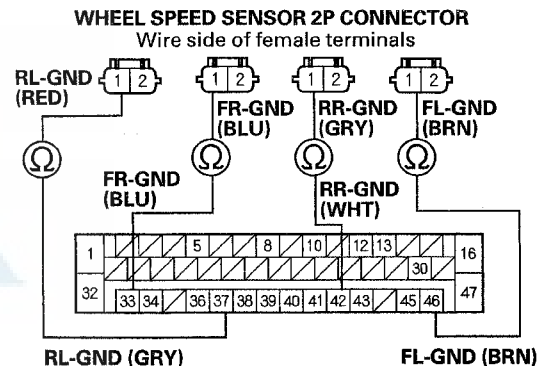 WHEEL SPEED SENSOR 2P CONNECTOR
Wire side of female terminals
RL-GND
(RED)
1 2
1 2
1 2
1 2
FR-GND
(BLU)
RR-GND
(GRY)
FL-GND
(BRN)
Ω Ω Ω Ω
FR-GND
(BLU)
RR-GND
(WHT)
1 5 8 10 12 13 16
30
32 33 34 36 37 38 39 40 41 42 43 45 46 47
RL-GND (GRY)
FL-GND (BRN)